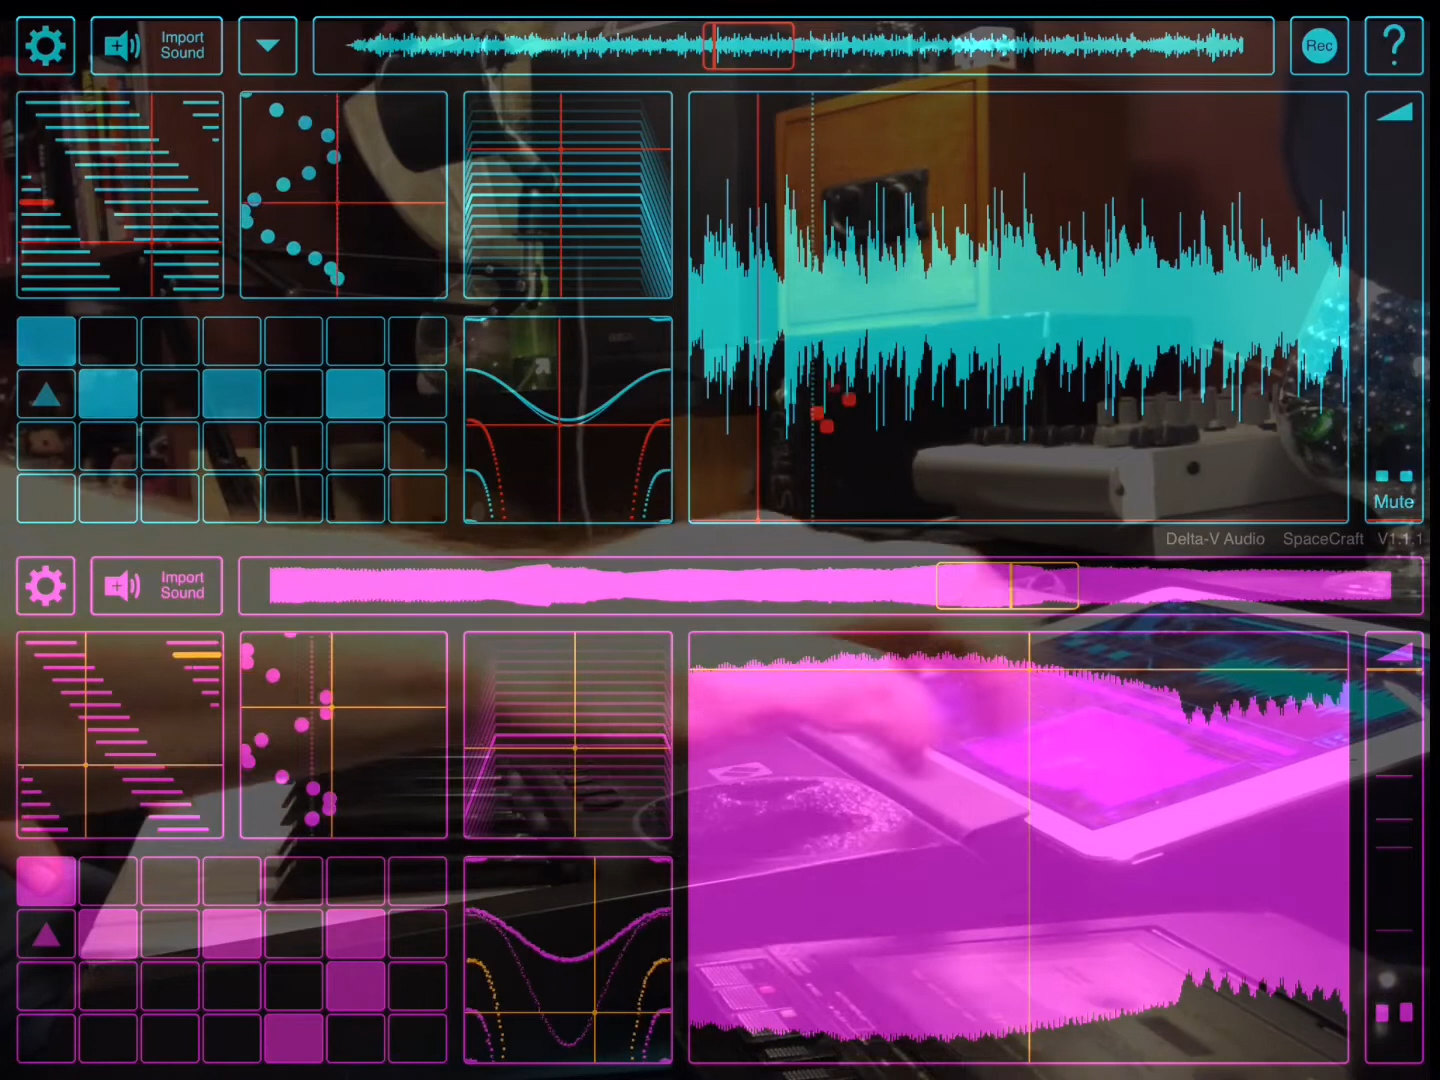 Import
Sound
Rec
?
Mute
Delta-V Audio SpaceCraft V1.1.1
Import
Sound